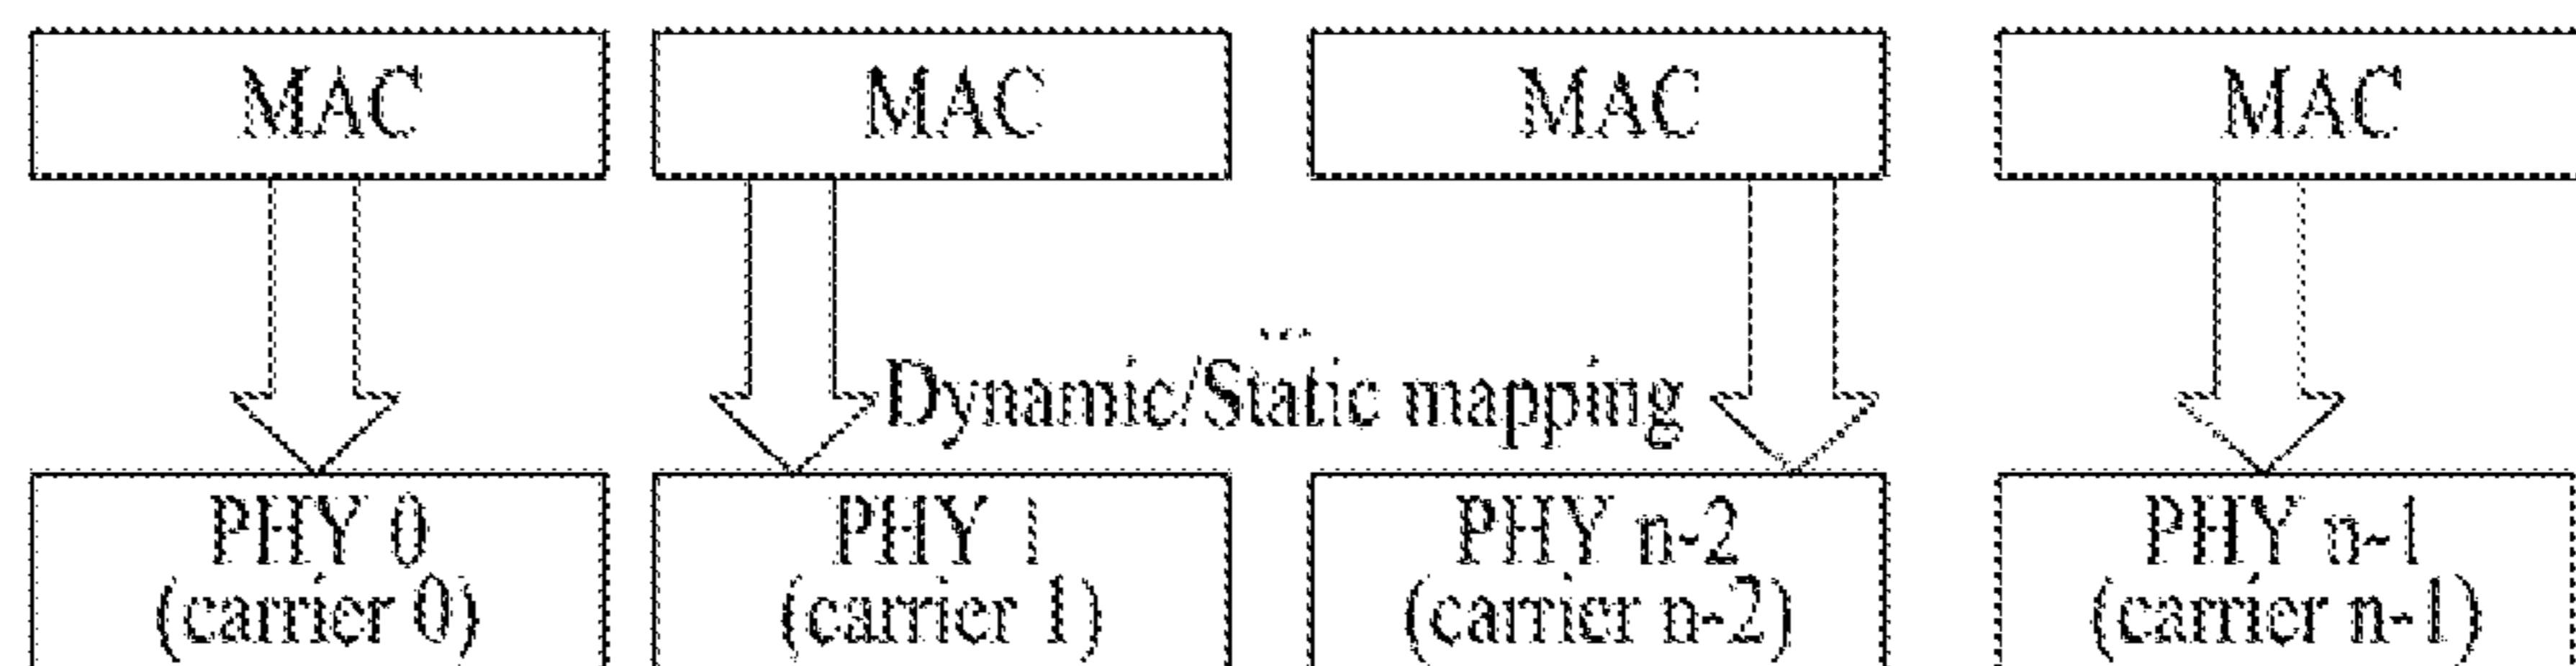 MAC MAC MAC MAC
...
Dynamic/Static mapping
PHY 0 PHY 1 PHY n-2 PHY n-1
(carrier 0) (carrier 1) (carrier n-2) (carrier n-1)